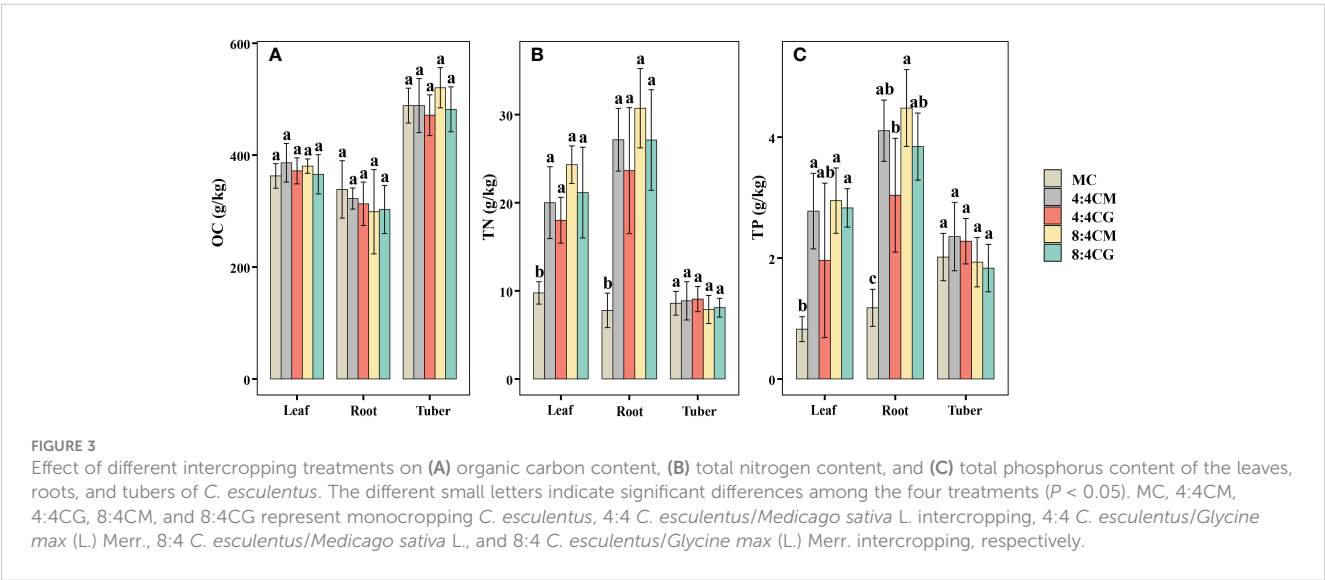 A
B
C
600
400
200
0
OC (g/kg)
a a a a a
a a a a a
a a a a a
Leaf Root Tuber
30
20
10
0
TN (g/kg)
b a a a a
b a a a a
a a a a a
Leaf Root Tuber
4
2
0
TP (g/kg)
b a ab a a
c ab b a ab
a a a a a
Leaf Root Tuber
MC
4:4CM
4:4CG
8:4CM
8:4CG
FIGURE 3
Effect of different intercropping treatments on (A) organic carbon content, (B) total nitrogen content, and (C) total phosphorus content of the leaves,
roots, and tubers of C. esculentus. The different small letters indicate significant differences among the four treatments (P < 0.05). MC, 4:4CM,
4:4CG, 8:4CM, and 8:4CG represent monocropping C. esculentus, 4:4 C. esculentus/Medicago sativa L. intercropping, 4:4 C. esculentus/Glycine
max (L.) Merr., 8:4 C. esculentus/Medicago sativa L., and 8:4 C. esculentus/Glycine max (L.) Merr. intercropping, respectively.